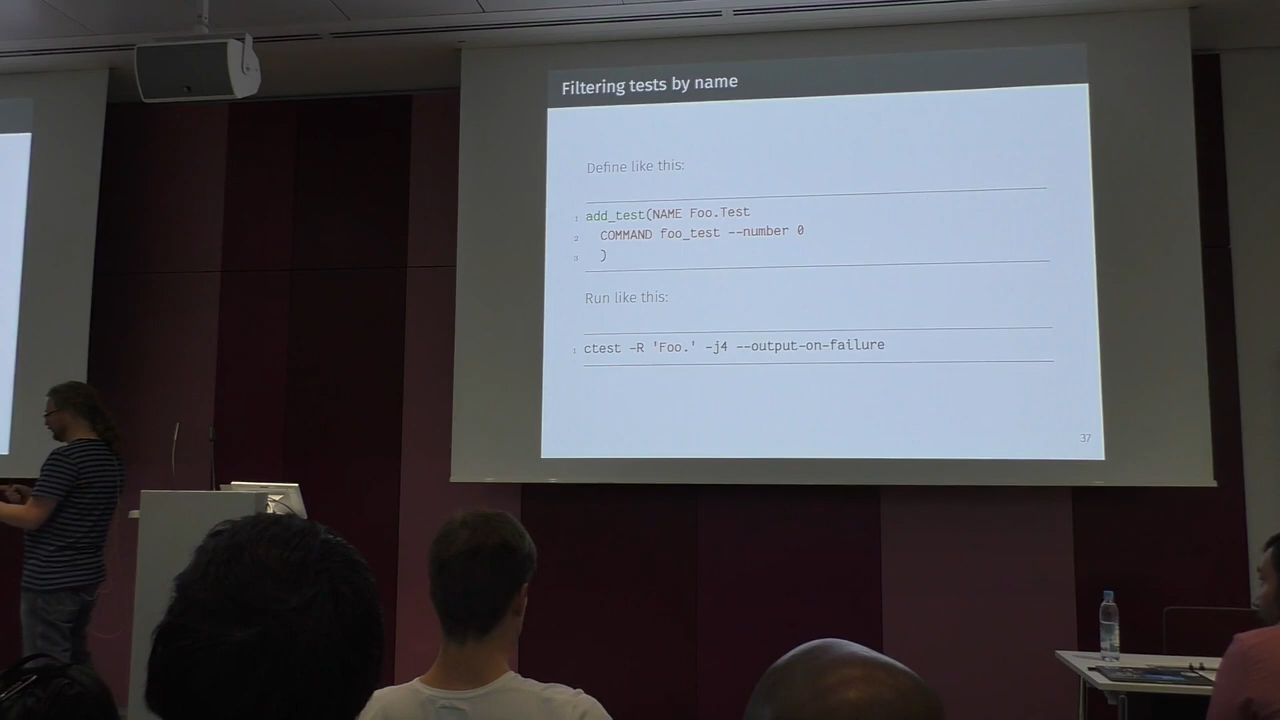 Filtering tests by name
Define like this:
1 add_test(NAME Foo.Test
2 COMMAND foo_test --number 0
3 )
Run like this:
1 ctest -R 'Foo.' -j4 --output-on-failure
37